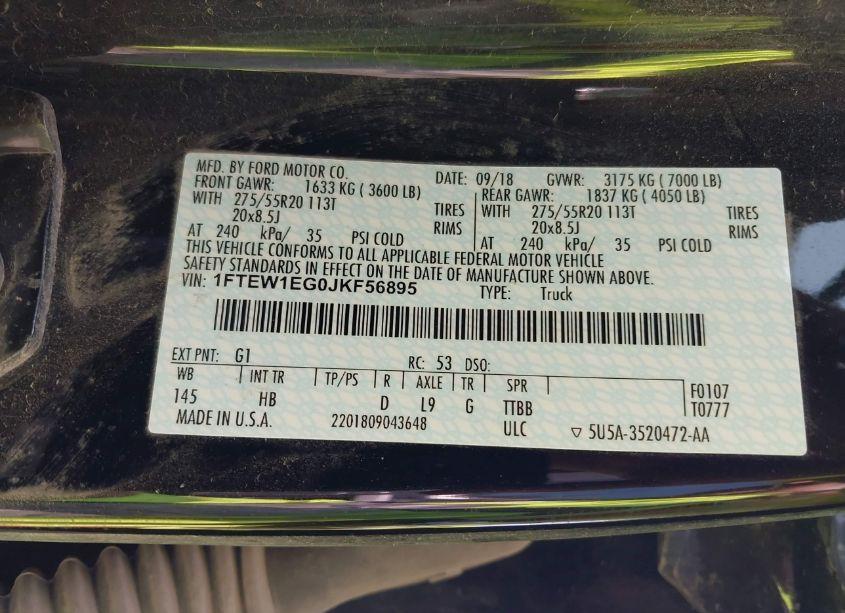 MFD. BY FORD MOTOR CO. DATE: 09/18 GVWR: 3175 KG ( 7000 LB)
FRONT GAWR: 1633 KG ( 3600 LB) REAR GAWR: 1837 KG ( 4050 LB)
WITH 275/55R20 113T TIRES WITH 275/55R20 113T TIRES
20x8.5J RIMS 20x8.5J RIMS
AT 240 kPa/ 35 PSI COLD AT 240 kPa/ 35 PSI COLD
THIS VEHICLE CONFORMS TO ALL APPLICABLE FEDERAL MOTOR VEHICLE
SAFETY STANDARDS IN EFFECT ON THE DATE OF MANUFACTURE SHOWN ABOVE.
VIN: 1FTEW1EG0JKF56895 TYPE: Truck
EXT PNT: G1 RC: 53 DSO:
WB INT TR TP/PS R AXLE TR SPR F0107
145 HB D L9 G TTBB T0777
MADE IN U.S.A. 2201809043648 ULC ▽ 5U5A-3520472-AA